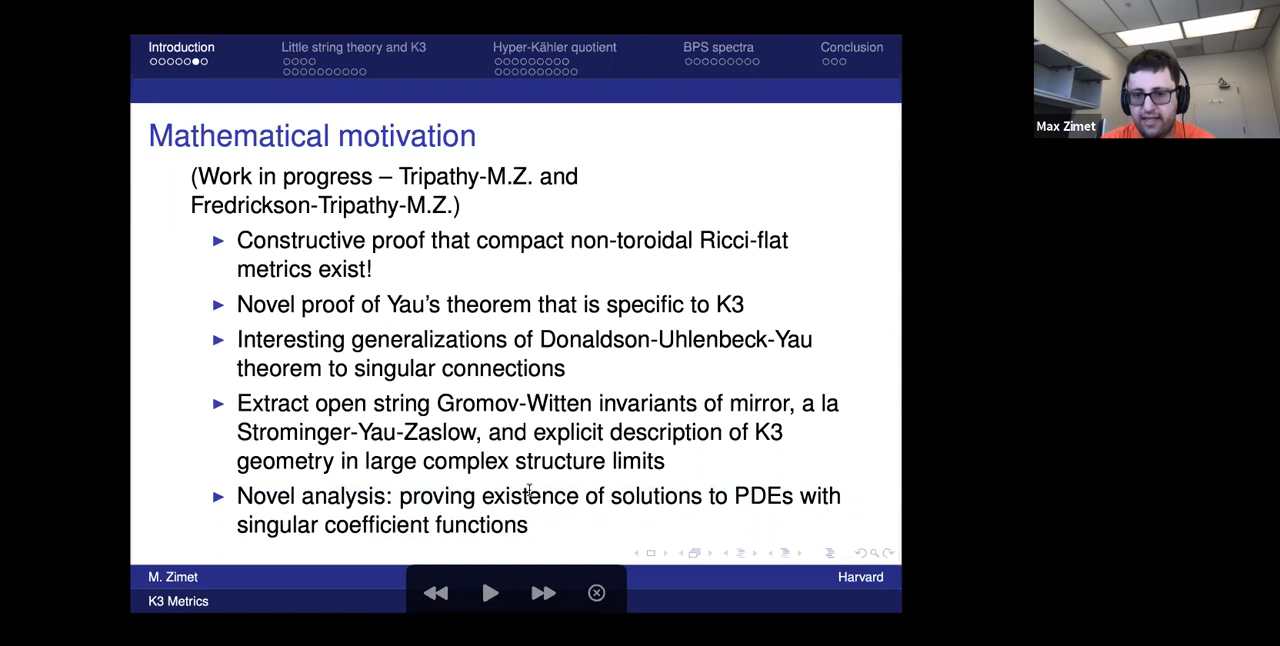 Introduction
Little string theory and K3
Hyper-Kähler quotient
BPS spectra
Conclusion
Mathematical motivation
(Work in progress – Tripathy-M.Z. and
Fredrickson-Tripathy-M.Z.)
Constructive proof that compact non-toroidal Ricci-flat
metrics exist!
Novel proof of Yau's theorem that is specific to K3
Interesting generalizations of Donaldson-Uhlenbeck-Yau
theorem to singular connections
Extract open string Gromov-Witten invariants of mirror, a la
Strominger-Yau-Zaslow, and explicit description of K3
geometry in large complex structure limits
Novel analysis: proving existence of solutions to PDEs with
singular coefficient functions
M. Zimet
Harvard
K3 Metrics
Max Zimet